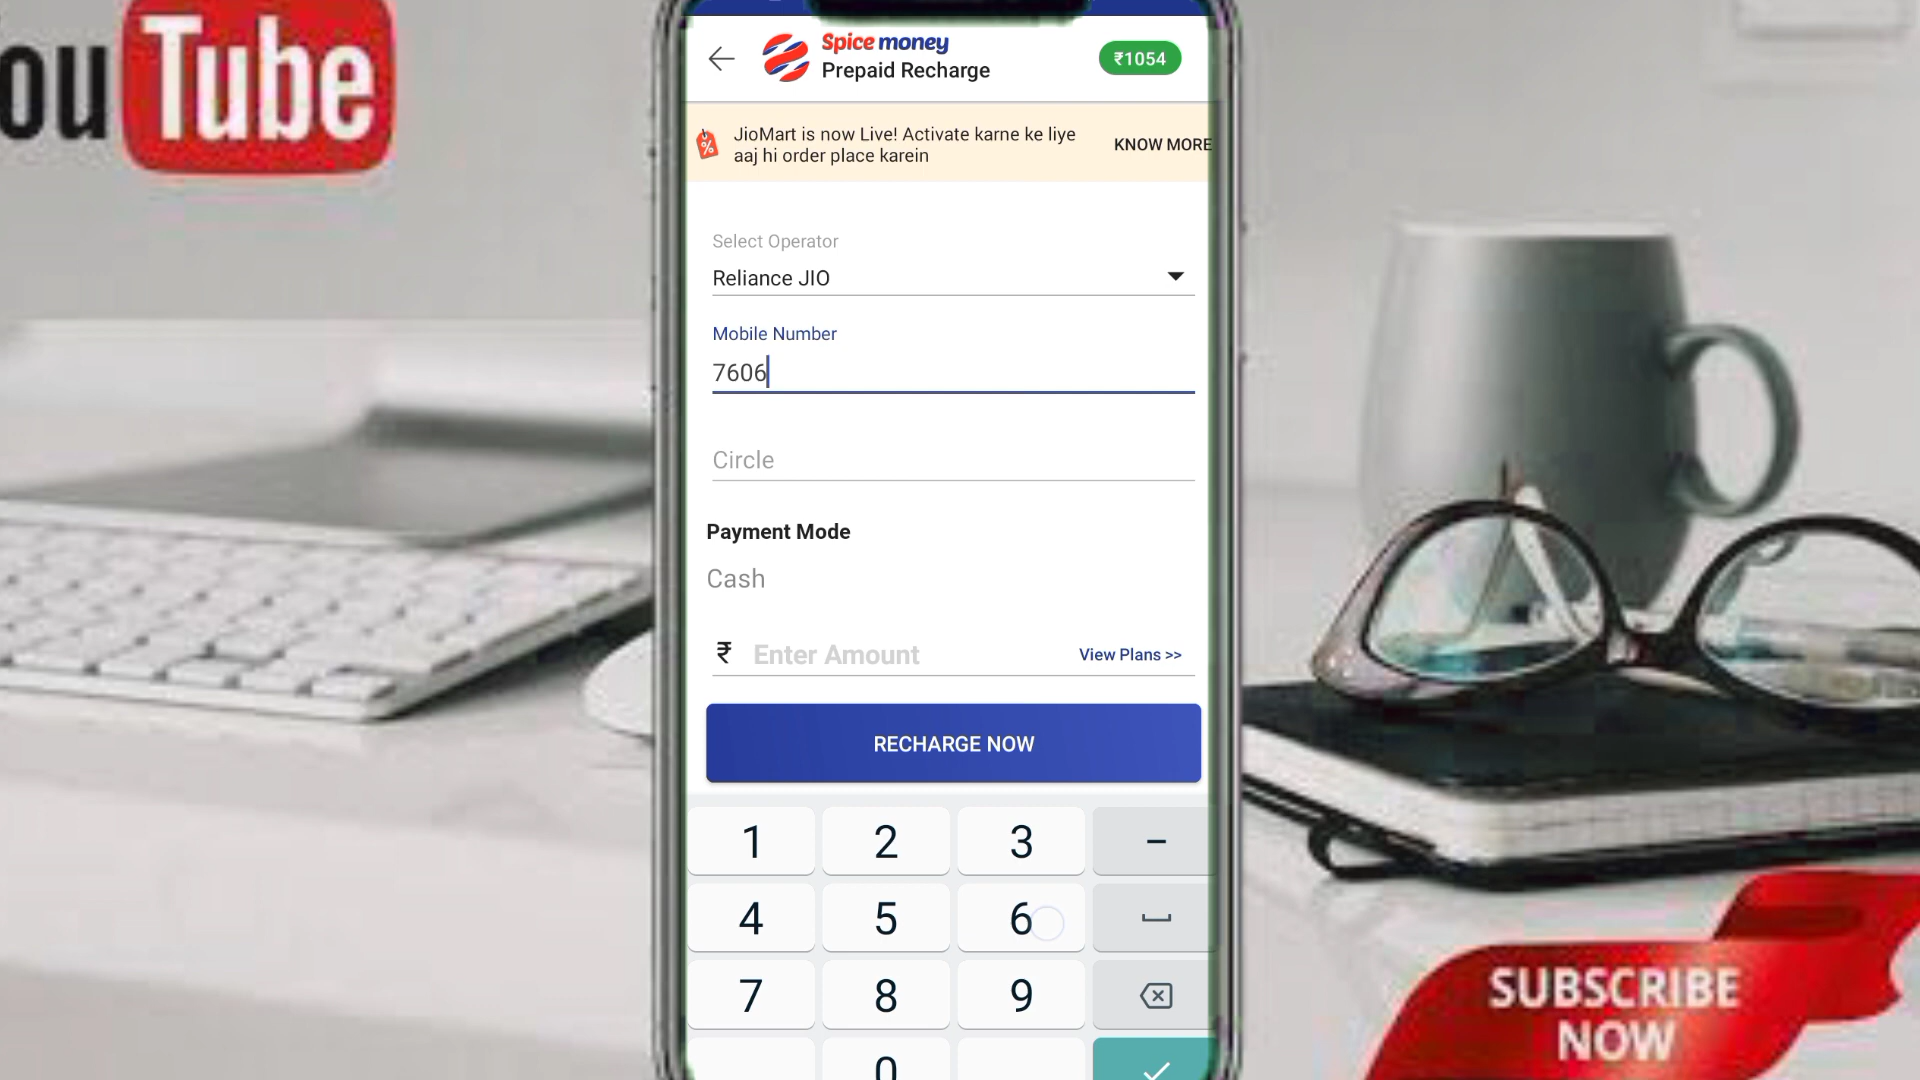 ouTube
Spice money
Prepaid Recharge
₹1054
JioMart is now Live! Activate karne ke liye
aaj hi order place karein
KNOW MORE
Select Operator
Reliance JIO
Mobile Number
7606
Circle
Payment Mode
Cash
₹ Enter Amount
View Plans >>
RECHARGE NOW
1 2 3 -
4 5 6
7 8 9
0
SUBSCRIBE
NOW